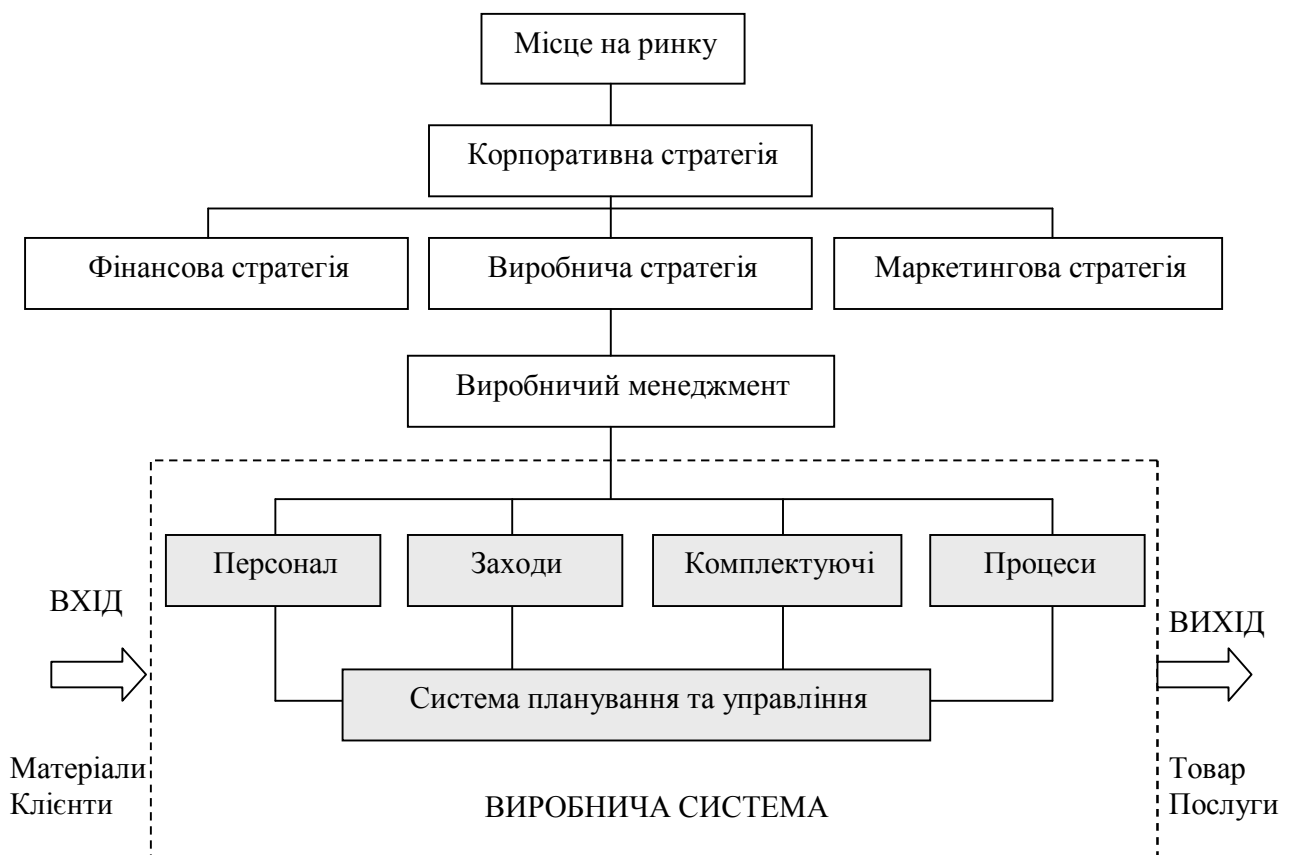 Місце на ринку
Корпоративна стратегія
Фінансова стратегія
Виробнича стратегія
Маркетингова стратегія
Виробничий менеджмент
Персонал
Заходи
Комплектуючі
Процеси
ВХІД
ВИХІД
Система планування та управління
Матеріали
Клієнти
ВИРОБНИЧА СИСТЕМА
Товар
Послуги